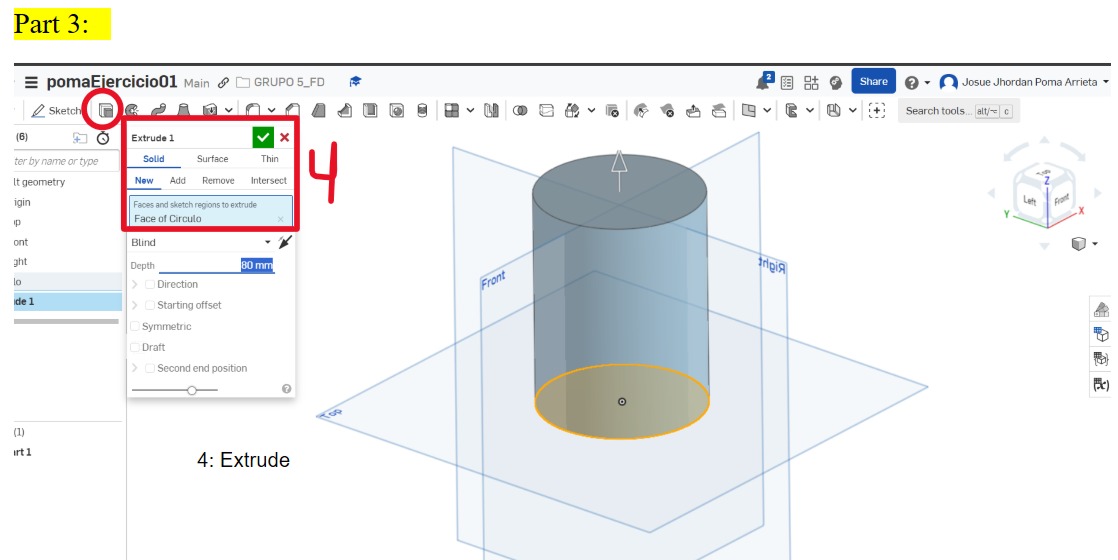 Part 3:
pomaEjercicio01 Main GRUPO 5_FD 2 Share Josue Jhordan Poma Arrieta
Sketch Search tools... alt/⌥ c
(6)
ter by name or type
lt geometry
igin
op
ont
ght
lo
ude 1
(1)
art 1
Extrude 1
Solid Surface Thin
New Add Remove Intersect
Faces and sketch regions to extrude
Face of Circulo
Blind
Depth 80 mm
Direction
Starting offset
Symmetric
Draft
Second end position
4
4: Extrude
Front
Right
Top
Z
Left Front
Y X
(x)